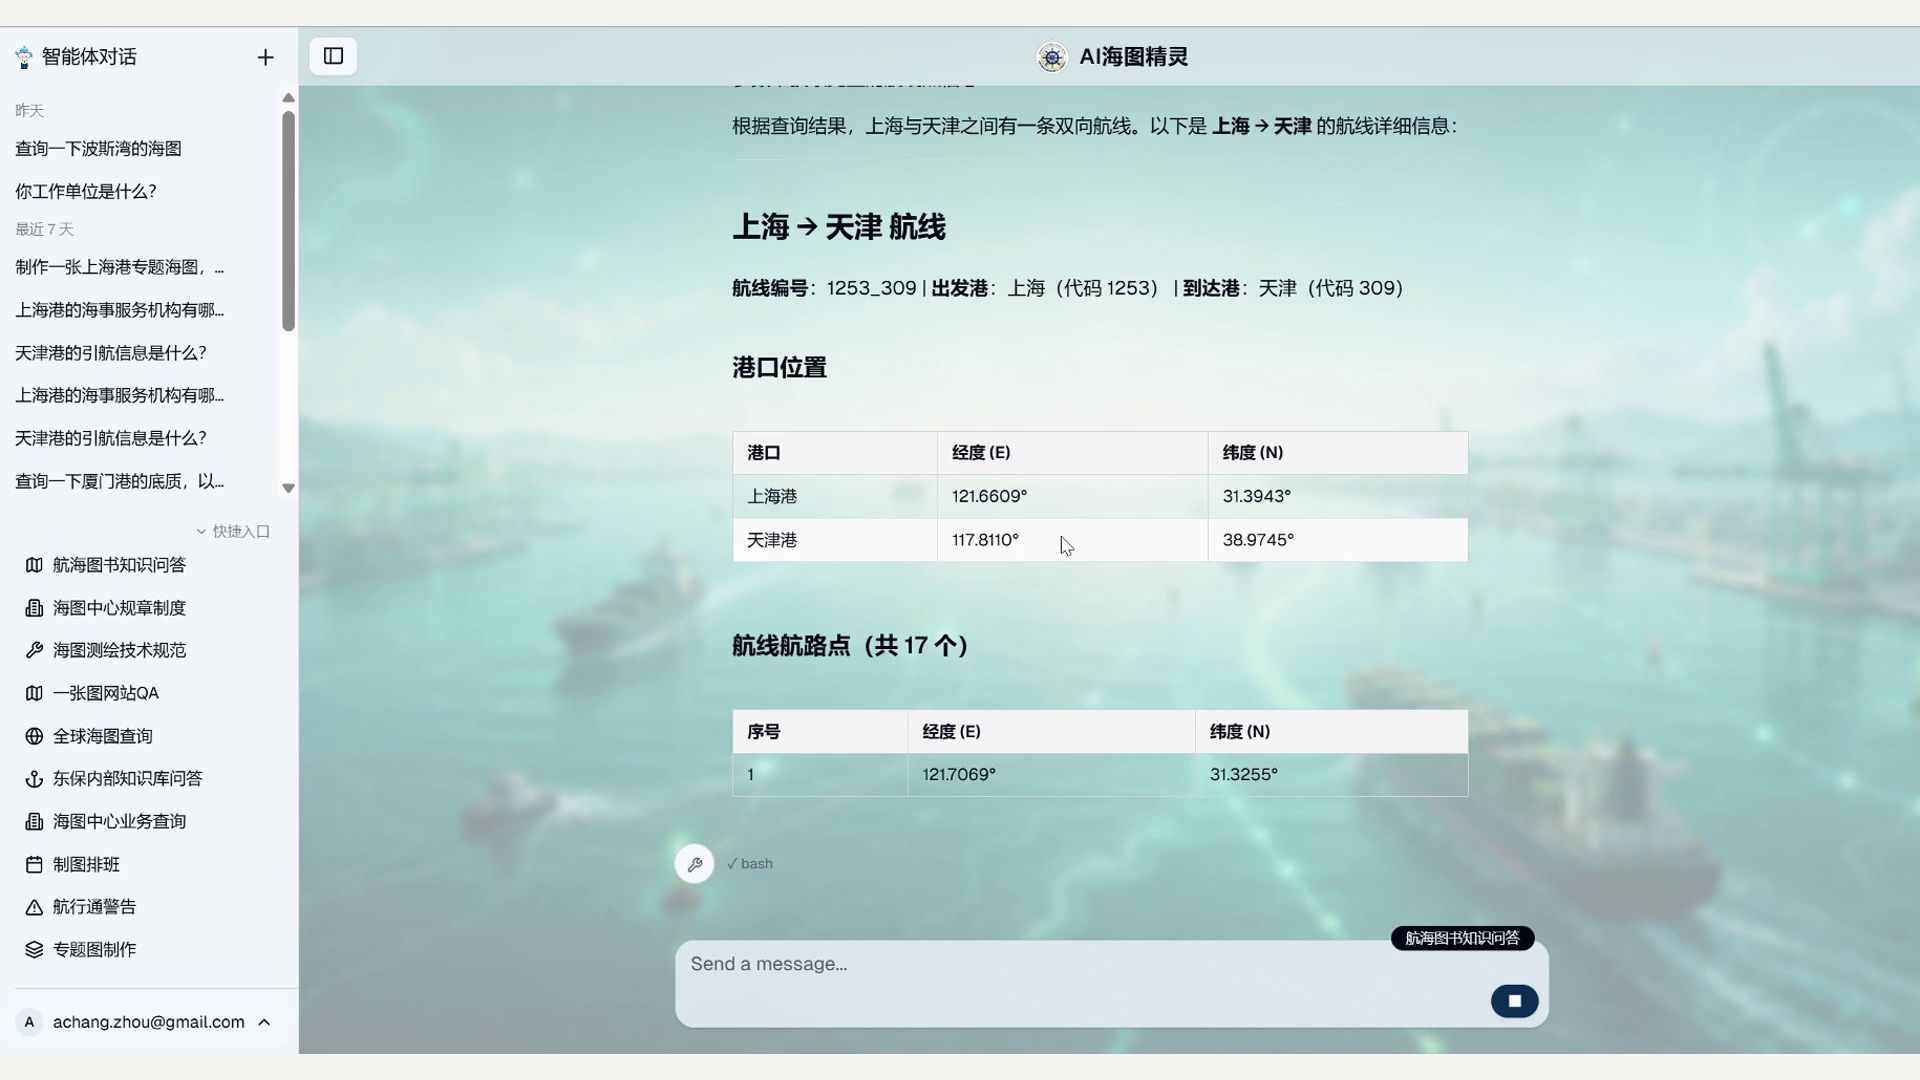 智能体对话
AI海图精灵
昨天
查询一下波斯湾的海图
你工作单位是什么？
最近 7 天
制作一张上海港专题海图，...
上海港的海事服务机构有哪...
天津港的引航信息是什么？
上海港的海事服务机构有哪...
天津港的引航信息是什么？
查询一下厦门港的底质，以...
快捷入口
航海图书知识问答
海图中心规章制度
海图测绘技术规范
一张图网站QA
全球海图查询
东保内部知识库问答
海图中心业务查询
制图排班
航行通警告
专题图制作
A achang.zhou@gmail.com
根据查询结果，上海与天津之间有一条双向航线。以下是 上海 → 天津 的航线详细信息：
上海 → 天津 航线
航线编号：1253_309 | 出发港：上海（代码 1253） | 到达港：天津（代码 309）
港口位置
港口 经度 (E) 纬度 (N)
上海港 121.6609° 31.3943°
天津港 117.8110° 38.9745°
航线航路点（共 17 个）
序号 经度 (E) 纬度 (N)
1 121.7069° 31.3255°
✓ bash
航海图书知识问答
Send a message...